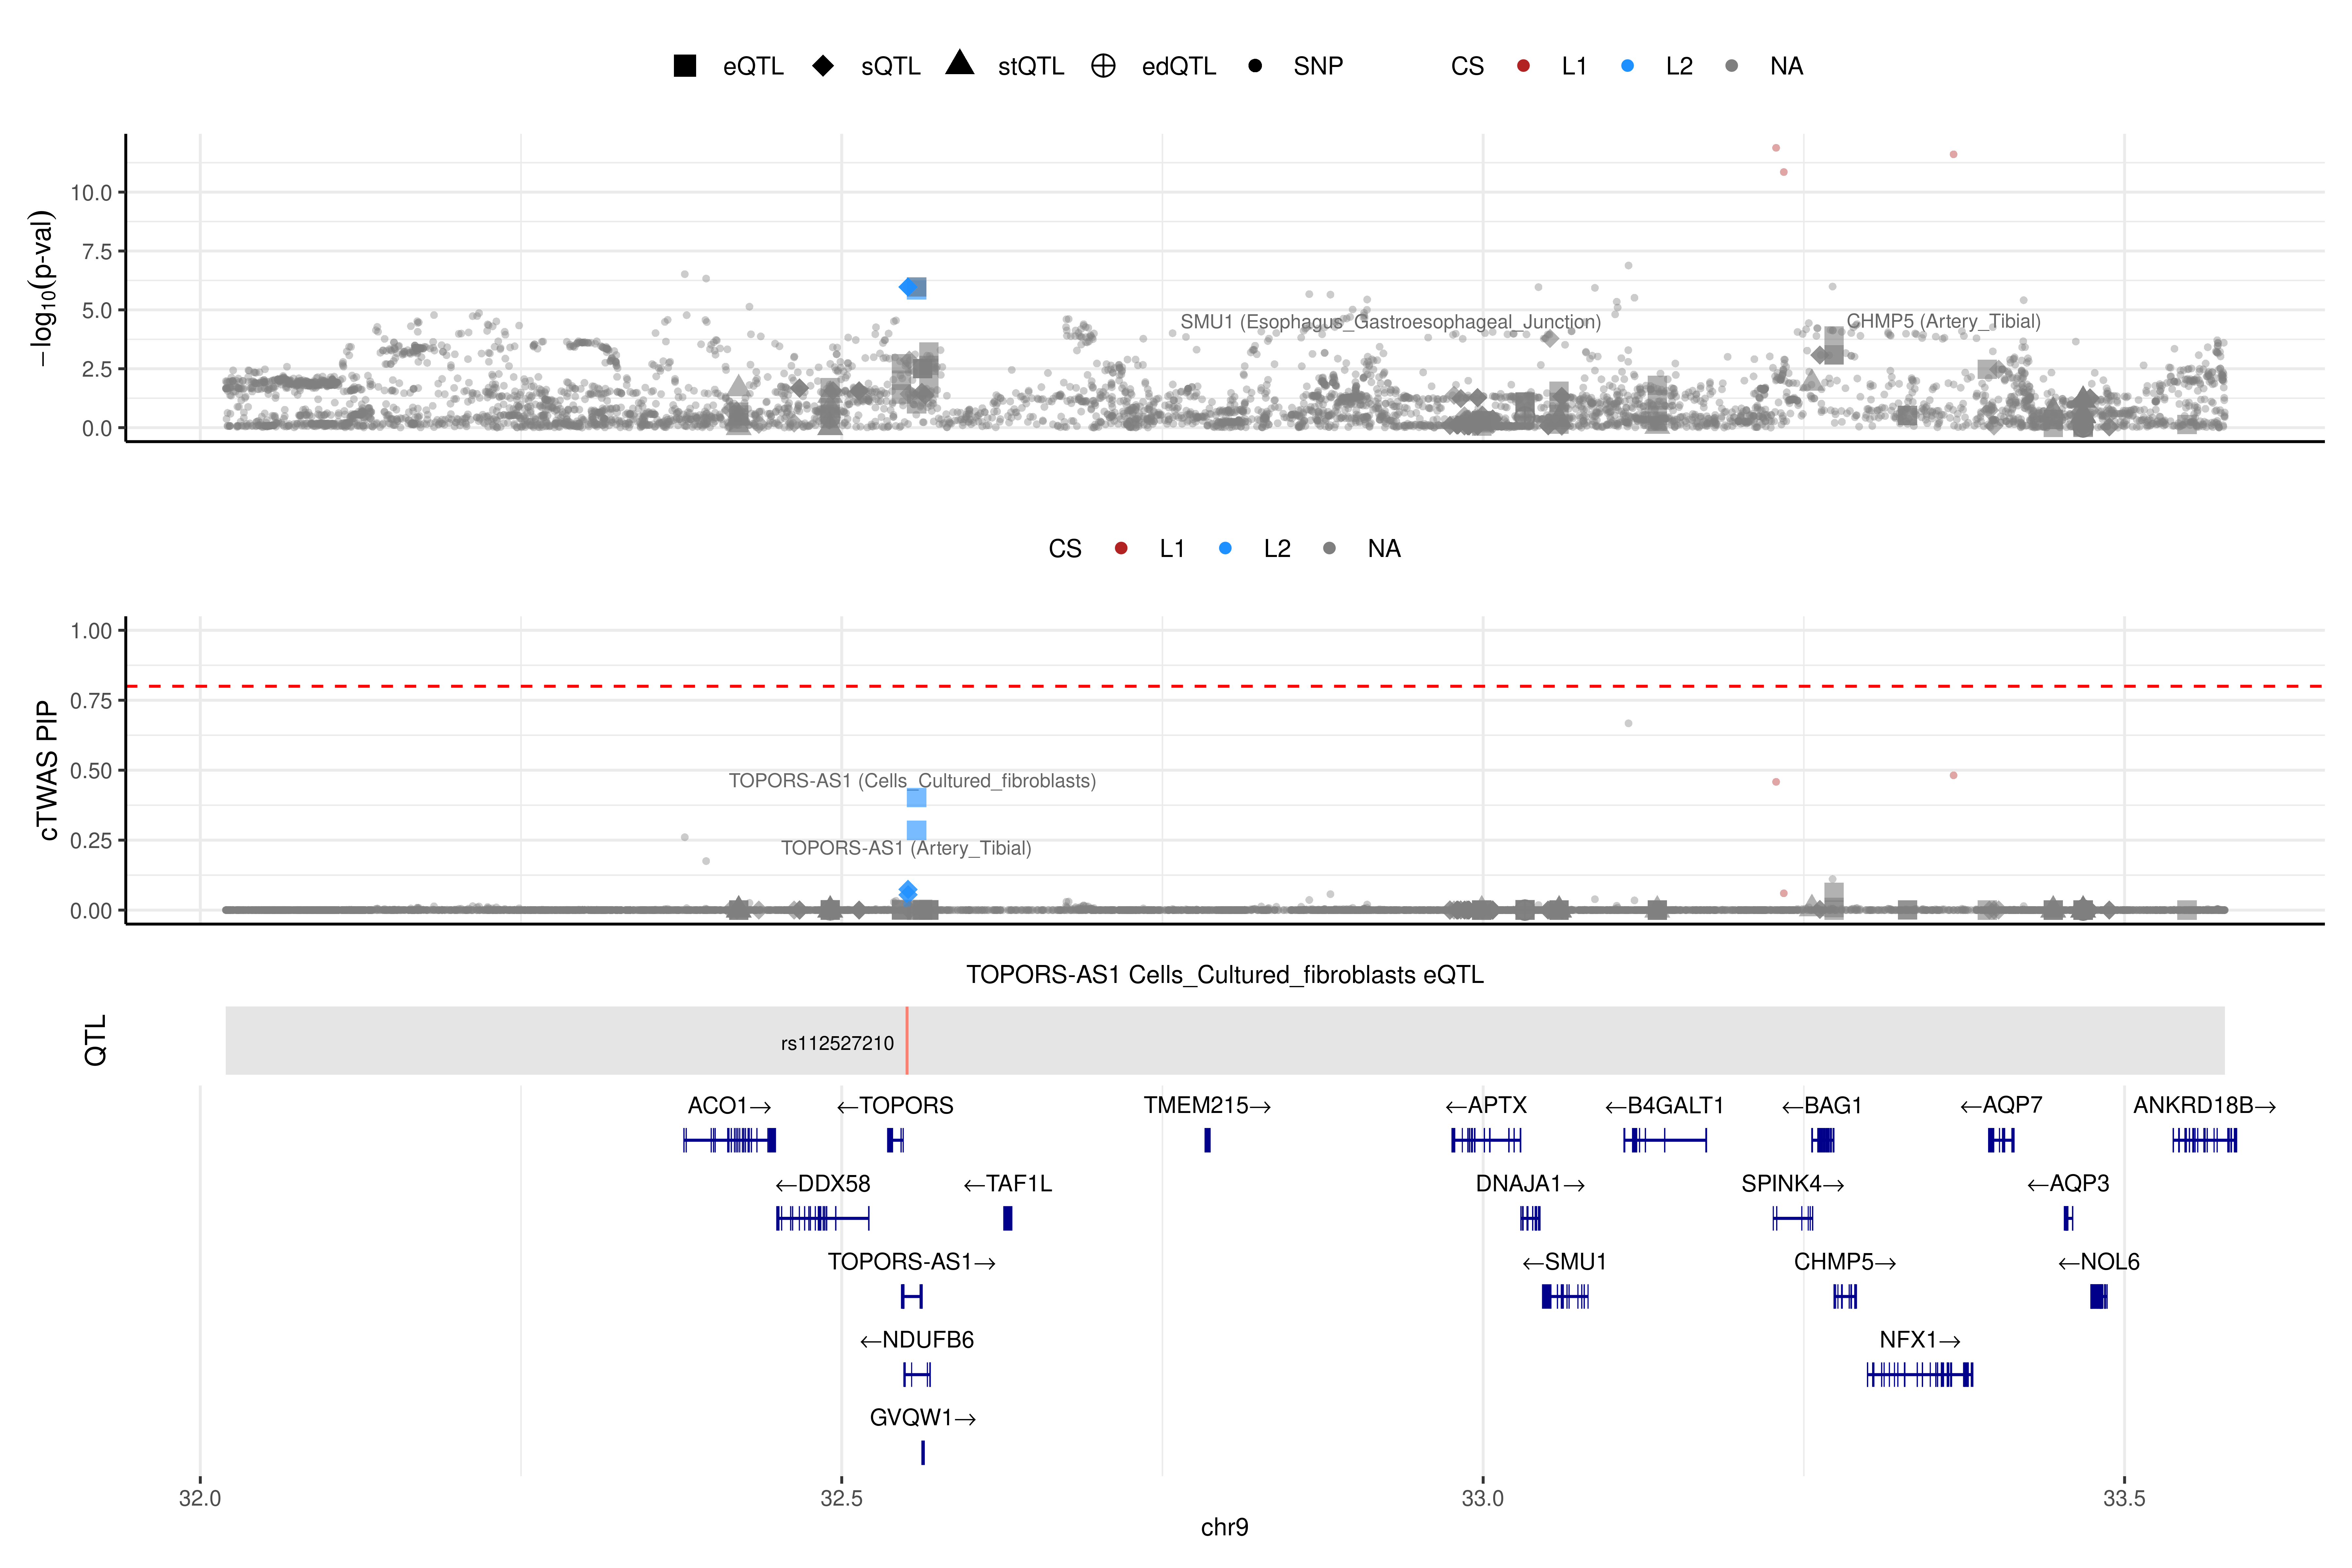 eQTL sQTL stQTL edQTL SNP CS L1 L2 NA
−log10(p-val)
10.0
7.5
5.0
2.5
0.0
SMU1 (Esophagus_Gastroesophageal_Junction)
CHMP5 (Artery_Tibial)
CS L1 L2 NA
cTWAS PIP
1.00
0.75
0.50
0.25
0.00
TOPORS-AS1 (Cells_Cultured_fibroblasts)
TOPORS-AS1 (Artery_Tibial)
TOPORS-AS1 Cells_Cultured_fibroblasts eQTL
QTL
rs112527210
ACO1→ ←TOPORS TMEM215→ ←APTX ←B4GALT1 ←BAG1 ←AQP7 ANKRD18B→
←DDX58 ←TAF1L DNAJA1→ SPINK4→ ←AQP3
TOPORS-AS1→ ←SMU1 CHMP5→ ←NOL6
←NDUFB6 NFX1→
GVQW1→
32.0 32.5 33.0 33.5
chr9